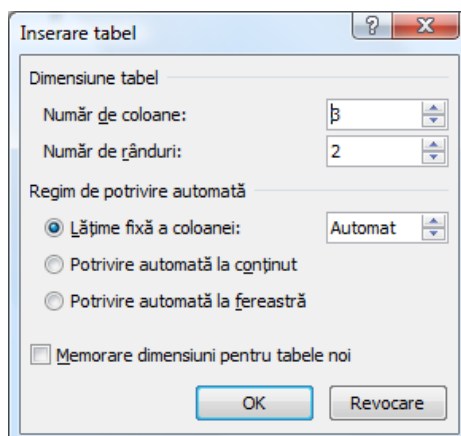 Inserare tabel
Dimensiune tabel
Număr de coloane: 3
Număr de rânduri: 2
Regim de potrivire automată
Lățime fixă a coloanei: Automat
Potrivire automată la conținut
Potrivire automată la fereastră
Memorare dimensiuni pentru tabele noi
OK Revocare